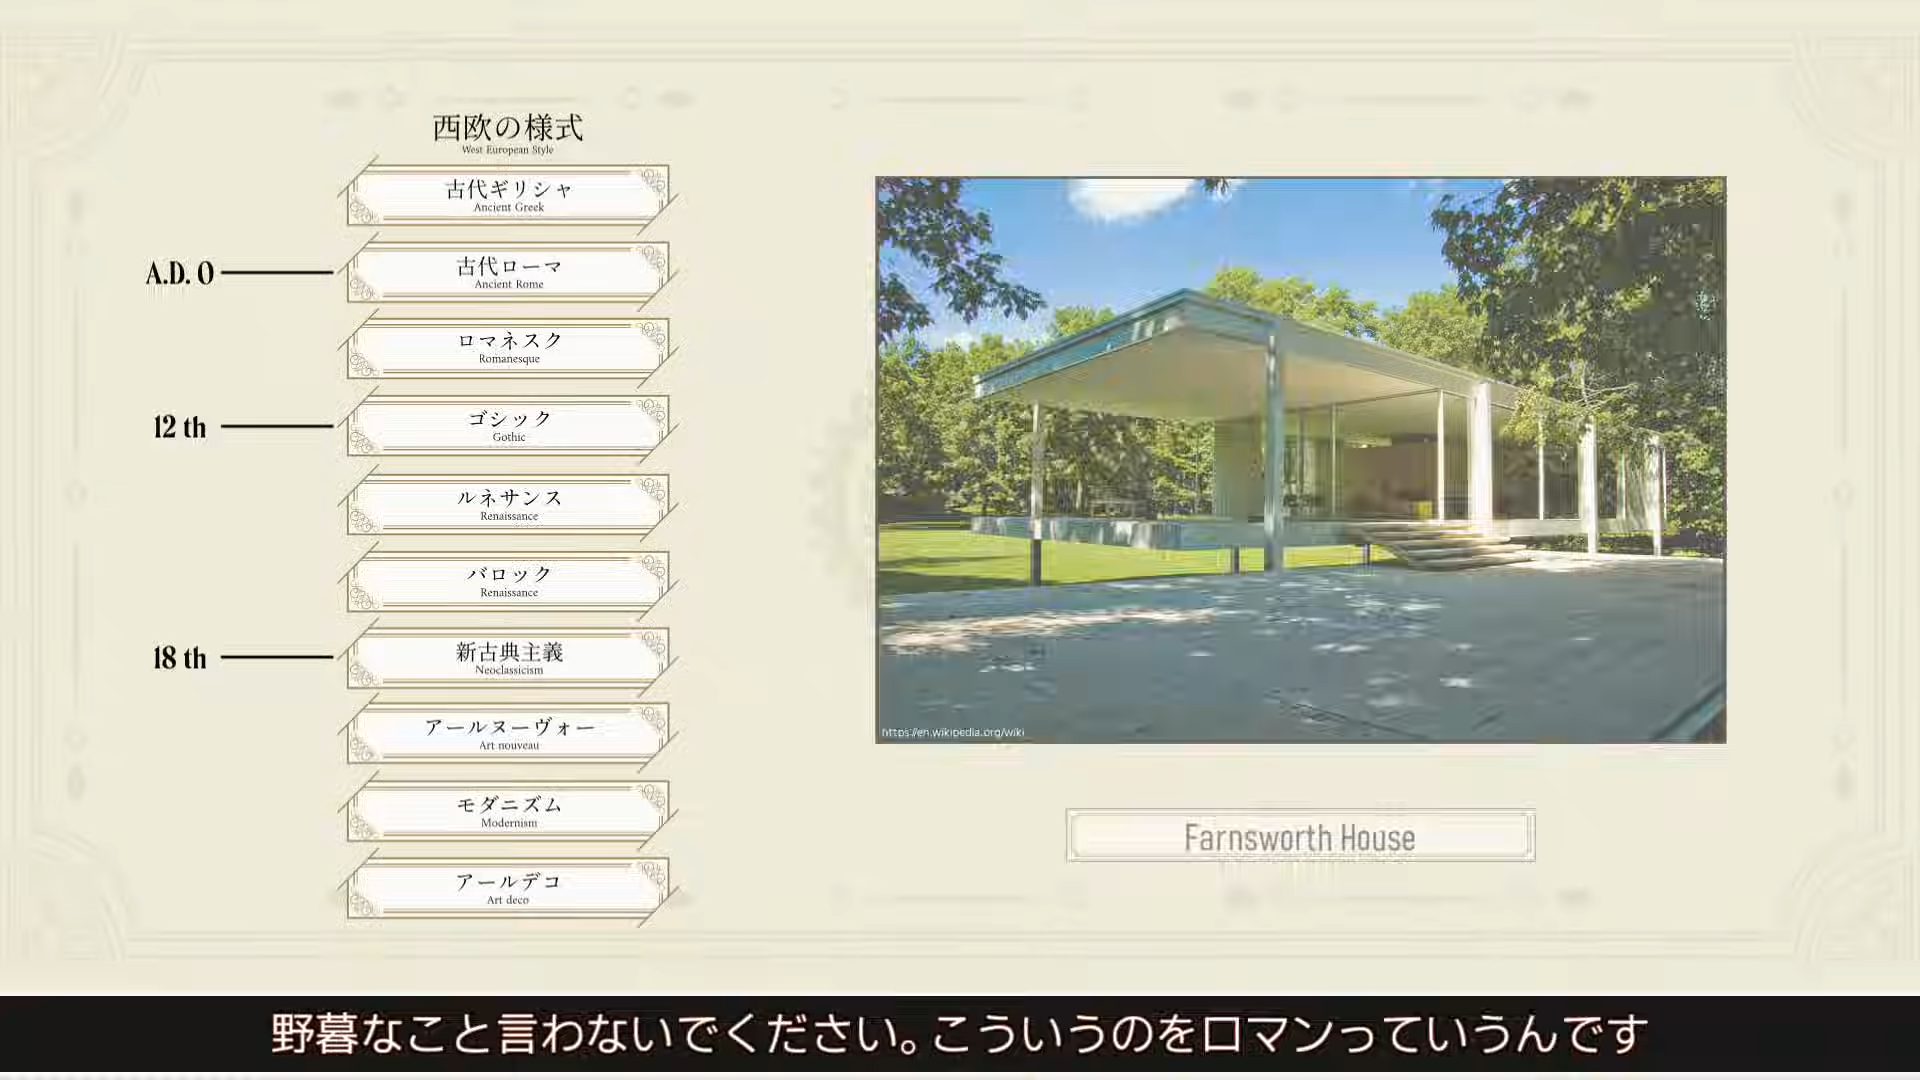 西欧の様式
West European Style
古代ギリシャ
Ancient Greek
A.D. 0
古代ローマ
Ancient Rome
ロマネスク
Romanesque
12 th
ゴシック
Gothic
ルネサンス
Renaissance
バロック
Renaissance
18 th
新古典主義
Neoclassicism
アールヌーヴォー
Art nouveau
モダニズム
Modernism
アールデコ
Art deco
https://en.wikipedia.org/wiki
Farnsworth House
野暮なこと言わないでください。こういうのをロマンっていうんです